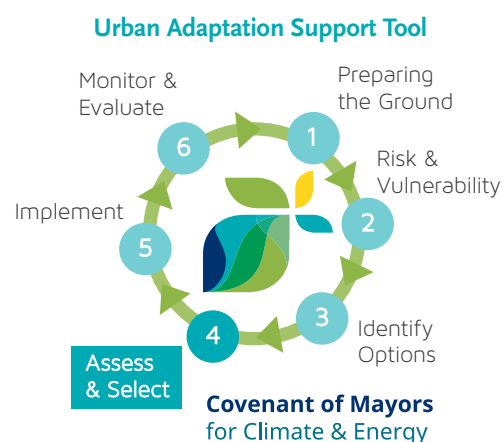 Urban Adaptation Support Tool
Monitor &
Evaluate
Preparing
the Ground
6
1
Risk &
Vulnerability
Implement
2
5
3
4
Identify
Options
Assess
& Select
Covenant of Mayors
for Climate & Energy